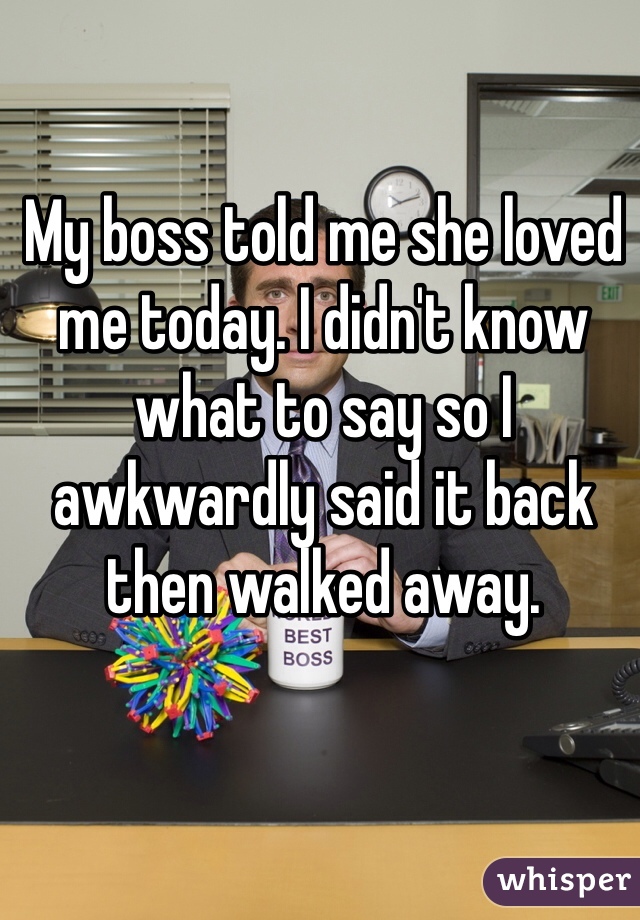 My boss told me she loved
me today. I didn't know
what to say so I
awkwardly said it back
then walked away.
BEST
BOSS
whisper